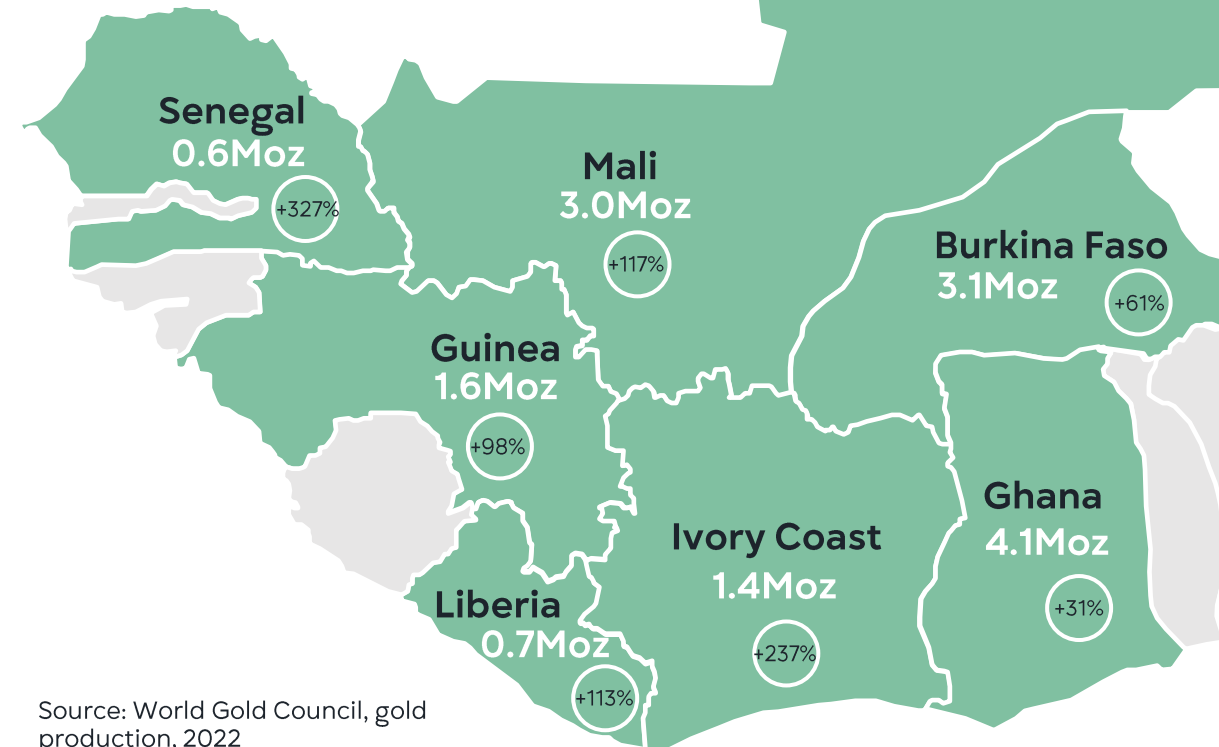 Senegal
0.6Moz
+327%
Mali
3.0Moz
+117%
Burkina Faso
3.1Moz
+61%
Guinea
1.6Moz
+98%
Ghana
4.1Moz
+31%
Ivory Coast
1.4Moz
+237%
Liberia
0.7Moz
+113%
Source: World Gold Council, gold
production, 2022